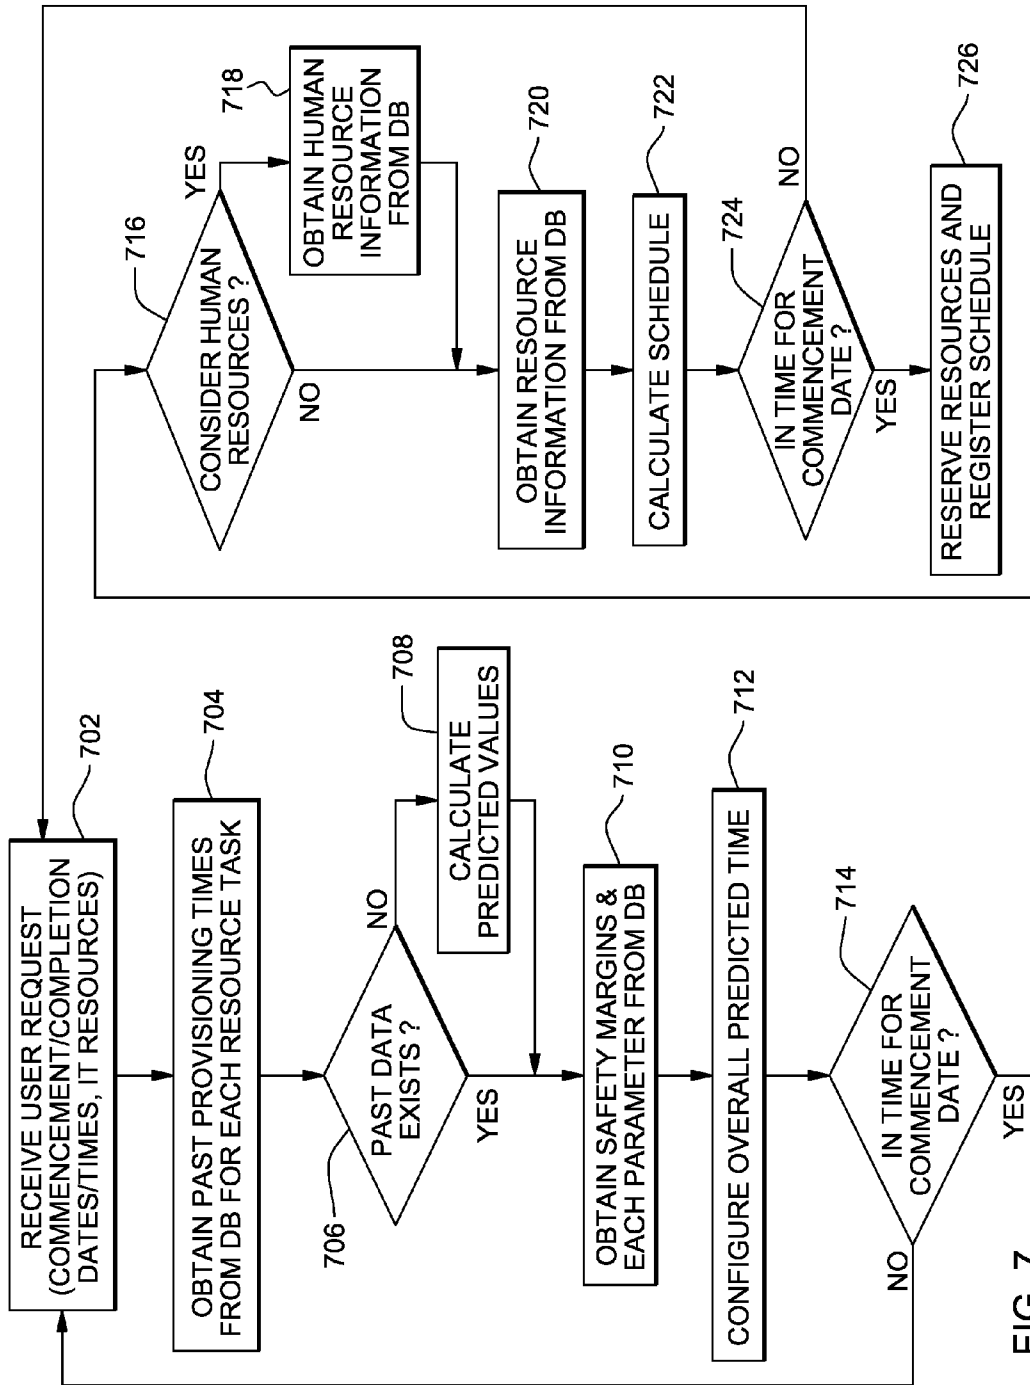 702
RECEIVE USER REQUEST
(COMMENCEMENT/COMPLETION
DATES/TIMES, IT RESOURCES)
704
OBTAIN PAST PROVISIONING TIMES
FROM DB FOR EACH RESOURCE TASK
706
PAST DATA
EXISTS ?
NO
YES
708
CALCULATE
PREDICTED VALUES
710
OBTAIN SAFETY MARGINS &
EACH PARAMETER FROM DB
712
CONFIGURE OVERALL PREDICTED TIME
714
IN TIME FOR
COMMENCEMENT
DATE ?
NO
YES
716
CONSIDER HUMAN
RESOURCES ?
YES
NO
718
OBTAIN HUMAN
RESOURCE
INFORMATION
FROM DB
720
OBTAIN RESOURCE
INFORMATION FROM DB
722
CALCULATE SCHEDULE
724
IN TIME FOR
COMMENCEMENT
DATE ?
NO
YES
726
RESERVE RESOURCES AND
REGISTER SCHEDULE
FIG. 7